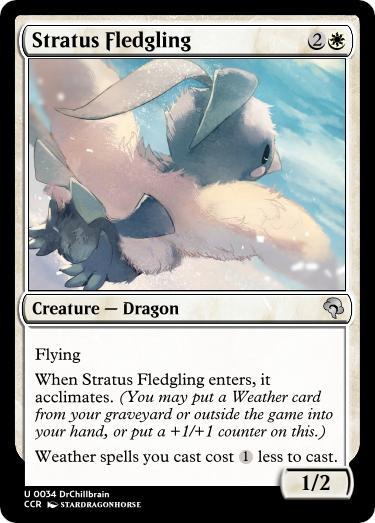 Stratus Fledgling 2
Creature — Dragon
Flying
When Stratus Fledgling enters, it
acclimates. (You may put a Weather card
from your graveyard or outside the game into
your hand, or put a +1/+1 counter on this.)
Weather spells you cast cost 1 less to cast.
1/2
U 0034 DrChillbrain
CCR STARDRAGONHORSE